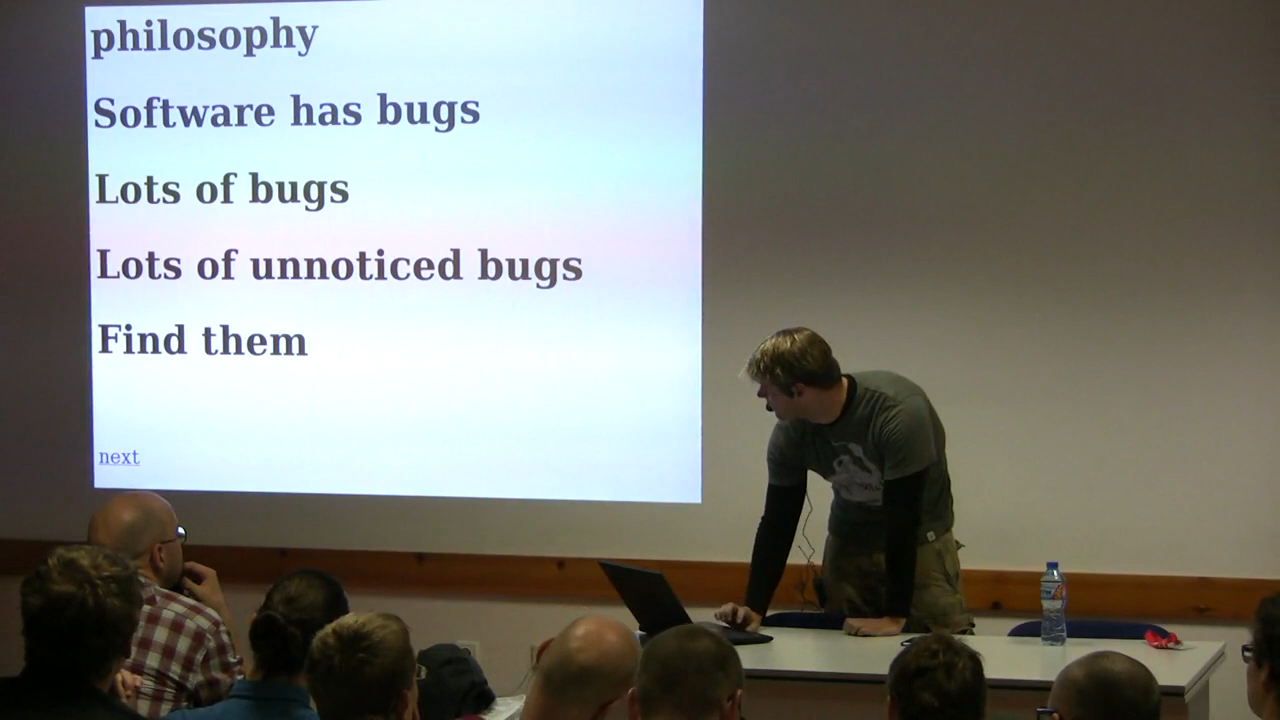 philosophy
Software has bugs
Lots of bugs
Lots of unnoticed bugs
Find them
next